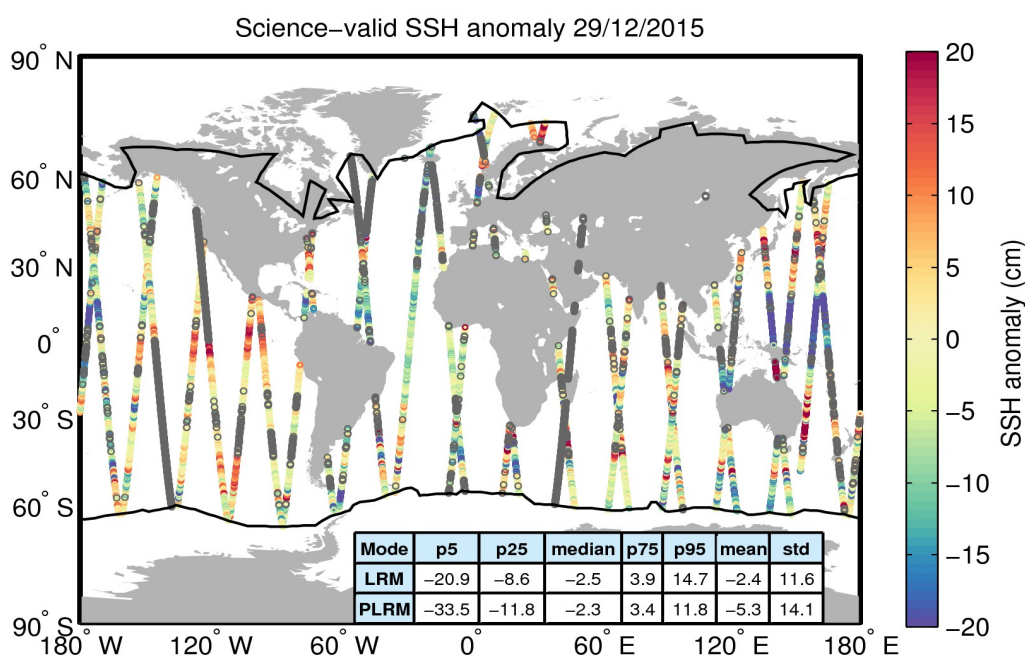 Science−valid SSH anomaly 29/12/2015
90° N
60° N
30° N
0°
30° S
60° S
90° S
180° W
120° W
60° W
0°
60° E
120° E
180° E
Mode p5 p25 median p75 p95 mean std
LRM −20.9 −8.6 −2.5 3.9 14.7 −2.4 11.6
PLRM −33.5 −11.8 −2.3 3.4 11.8 −5.3 14.1
20
15
10
5
0
−5
−10
−15
−20
SSH anomaly (cm)